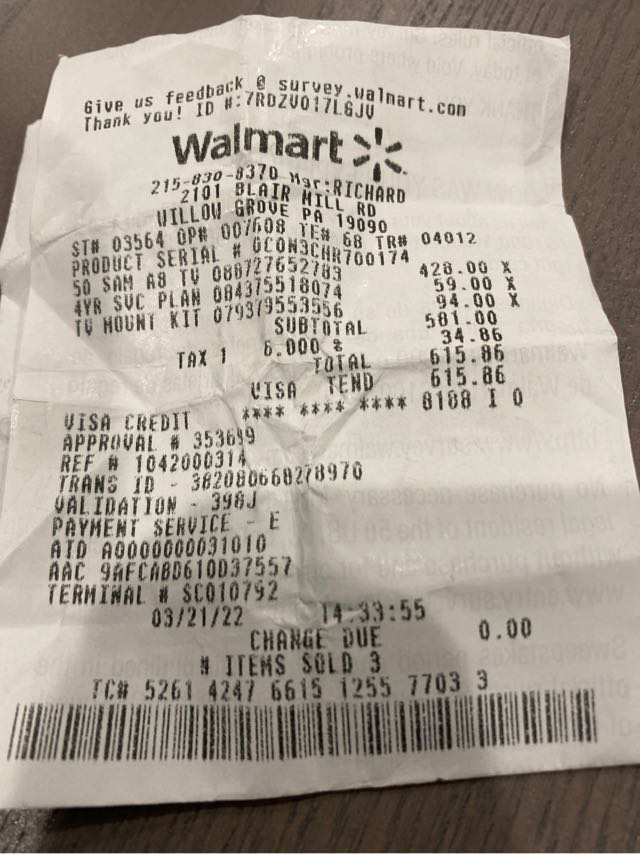 Give us feedback @ survey.walmart.com
Thank you! ID #:7RDZVO17LGJV
Walmart
215-830-8370 Mgr:RICHARD
2101 BLAIR MILL RD
WILLOW GROVE PA 19090
ST# 03564 OP# 007608 TE# 68 TR# 04012
PRODUCT SERIAL # 0CON3CNR700174
50 SAM A8 TV 088727652783 428.00 X
4YR SVC PLAN 084375518074 59.00 X
TV MOUNT KIT 079379553556 94.00 X
SUBTOTAL 581.00
TAX 1 6.000 % 34.86
TOTAL 615.86
VISA TEND 615.86
VISA CREDIT **** **** **** 8188 I 0
APPROVAL # 353699
REF # 1042000314
TRANS ID - 382080668278970
VALIDATION - 398J
PAYMENT SERVICE - E
AID A0000000031010
AAC 9AFCABD610D37557
TERMINAL # SC010792
03/21/22 14:33:55
CHANGE DUE 0.00
# ITEMS SOLD 3
TC# 5261 4247 6615 1255 7703 3